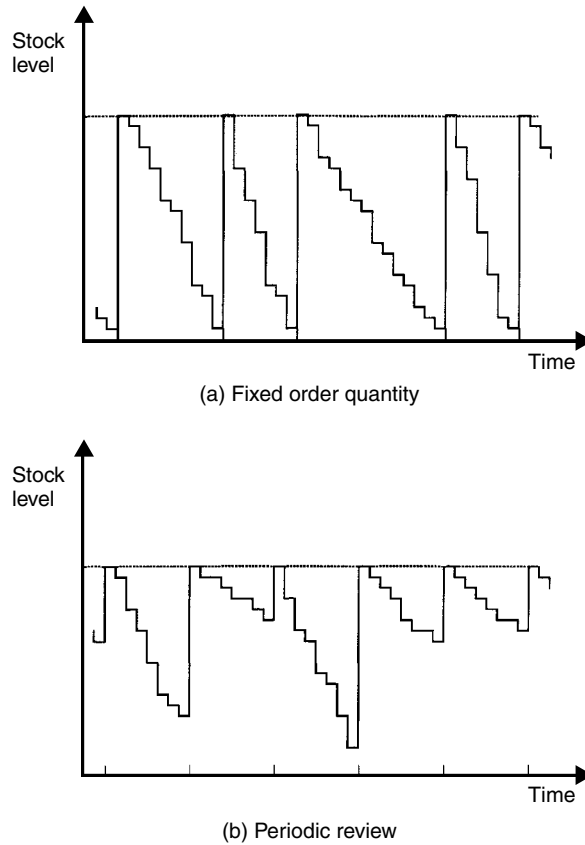 Stock
level
Time
(a) Fixed order quantity
Stock
level
Time
(b) Periodic review